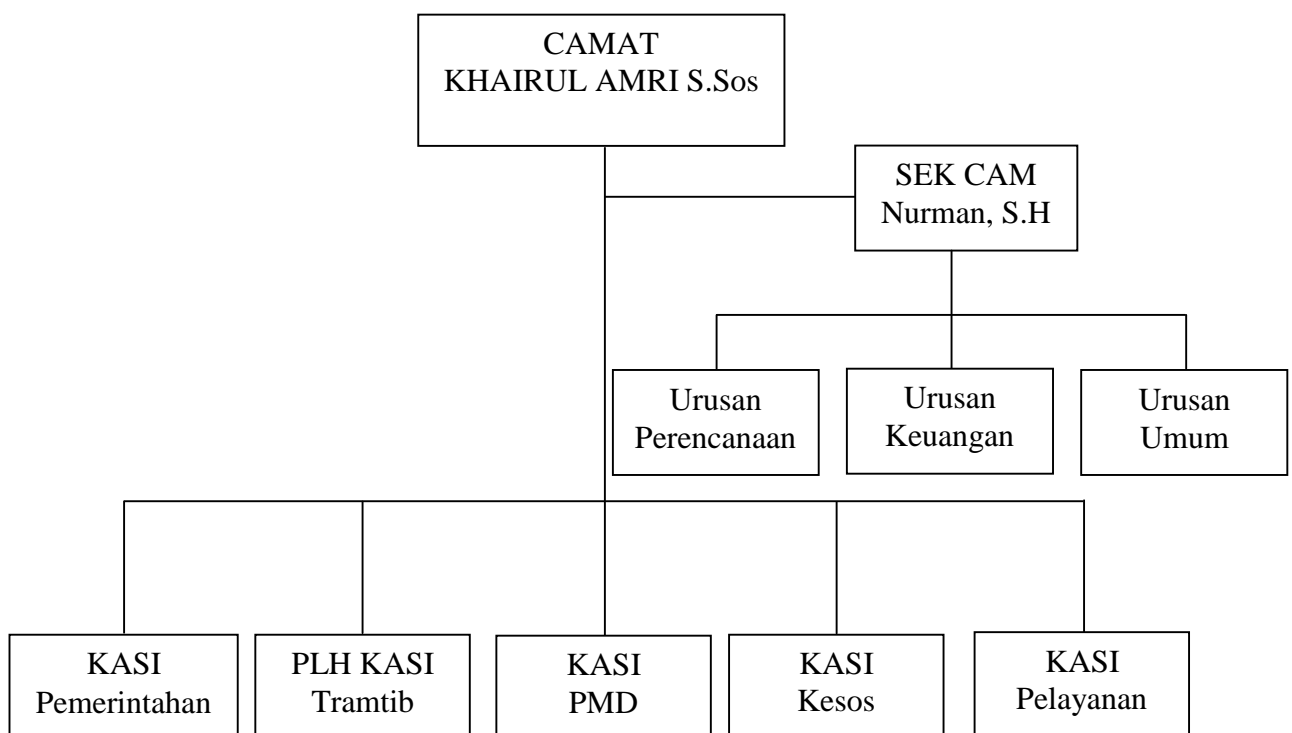 CAMAT
KHAIRUL AMRI S.Sos
SEK CAM
Nurman, S.H
Urusan
Perencanaan
Urusan
Keuangan
Urusan
Umum
KASI
Pemerintahan
PLH KASI
Tramtib
KASI
PMD
KASI
Kesos
KASI
Pelayanan